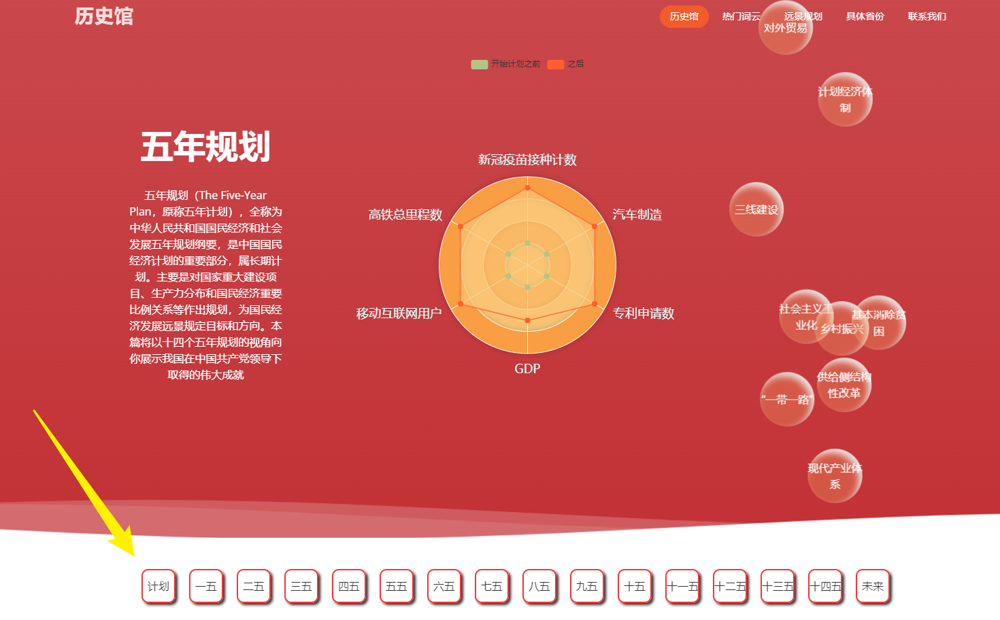 历史馆
历史馆
热门词云
远景规划
具体省份
联系我们
对外贸易
开始计划之前
之后
计划经济体
制
五年规划
五年规划（The Five-Year
Plan，原称五年计划），全称为
中华人民共和国国民经济和社会
发展五年规划纲要，是中国国民
经济计划的重要部分，属长期计
划。主要是对国家重大建设项
目、生产力分布和国民经济重要
比例关系等作出规划，为国民经
济发展远景规定目标和方向。本
篇将以十四个五年规划的视角向
你展示我国在中国共产党领导下
取得的伟大成就
新冠疫苗接种计数
高铁总里程数
汽车制造
移动互联网用户
专利申请数
GDP
三线建设
社会主义工
业化
乡村振兴
基本消除贫
困
供给侧结构
性改革
“一带一路”
现代产业体
系
计划
一五
二五
三五
四五
五五
六五
七五
八五
九五
十五
十一五
十二五
十三五
十四五
未来